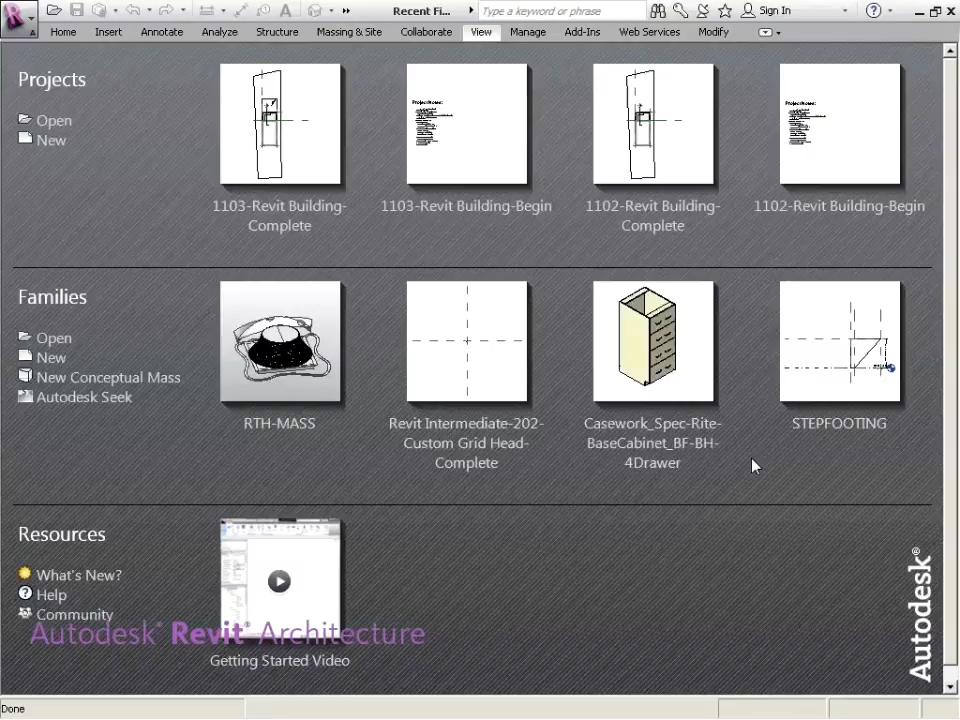 Recent Fi...
Type a keyword or phrase
Sign In
Home Insert Annotate Analyze Structure Massing & Site Collaborate View Manage Add-Ins Web Services Modify
Projects
Open
New
1103-Revit Building-
Complete
1103-Revit Building-Begin
1102-Revit Building-
Complete
1102-Revit Building-Begin
Families
Open
New
New Conceptual Mass
Autodesk Seek
RTH-MASS
Revit Intermediate-202-
Custom Grid Head-
Complete
Casework_Spec-Rite-
BaseCabinet_BF-BH-
4Drawer
STEPFOOTING
Resources
What's New?
Help
Community
Getting Started Video
Autodesk® Revit® Architecture
Autodesk®
Done